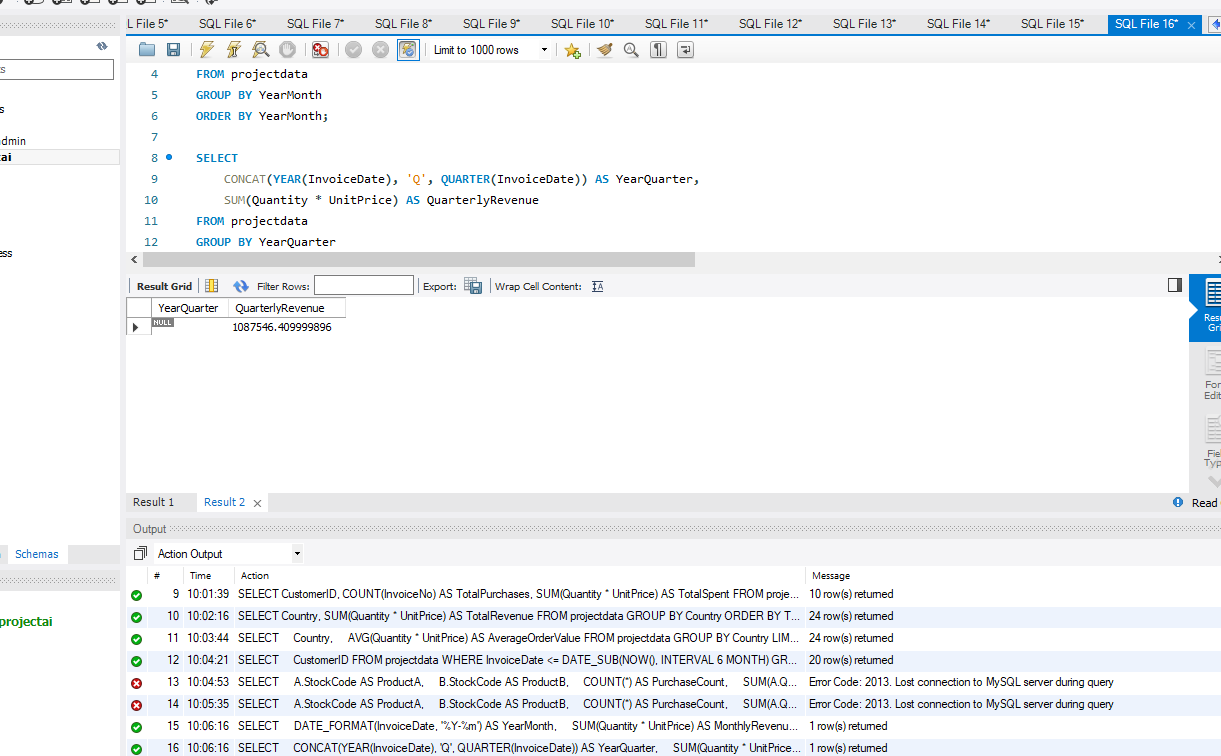 L File 5* SQL File 6* SQL File 7* SQL File 8* SQL File 9* SQL File 10* SQL File 11* SQL File 12* SQL File 13* SQL File 14* SQL File 15* SQL File 16*
Limit to 1000 rows
s
s
dmin
ai
ess
4 FROM projectdata
5 GROUP BY YearMonth
6 ORDER BY YearMonth;
7
8 SELECT
9 CONCAT(YEAR(InvoiceDate), 'Q', QUARTER(InvoiceDate)) AS YearQuarter,
10 SUM(Quantity * UnitPrice) AS QuarterlyRevenue
11 FROM projectdata
12 GROUP BY YearQuarter
Result Grid Filter Rows: Export: Wrap Cell Content:
YearQuarter QuarterlyRevenue
NULL 1087546.409999896
Resu
Gri
For
Edit
Fie
Typ
Result 1 Result 2 Read
Output
Schemas
Action Output
# Time Action Message
9 10:01:39 SELECT CustomerID, COUNT(InvoiceNo) AS TotalPurchases, SUM(Quantity * UnitPrice) AS TotalSpent FROM proje... 10 row(s) returned
10 10:02:16 SELECT Country, SUM(Quantity * UnitPrice) AS TotalRevenue FROM projectdata GROUP BY Country ORDER BY T... 24 row(s) returned
projectai
11 10:03:44 SELECT Country, AVG(Quantity * UnitPrice) AS AverageOrderValue FROM projectdata GROUP BY Country LIM... 24 row(s) returned
12 10:04:21 SELECT CustomerID FROM projectdata WHERE InvoiceDate <= DATE_SUB(NOW(), INTERVAL 6 MONTH) GR... 20 row(s) returned
13 10:04:53 SELECT A.StockCode AS ProductA, B.StockCode AS ProductB, COUNT(*) AS PurchaseCount, SUM(A.Q... Error Code: 2013. Lost connection to MySQL server during query
14 10:05:35 SELECT A.StockCode AS ProductA, B.StockCode AS ProductB, COUNT(*) AS PurchaseCount, SUM(A.Q... Error Code: 2013. Lost connection to MySQL server during query
15 10:06:16 SELECT DATE_FORMAT(InvoiceDate, '%Y-%m') AS YearMonth, SUM(Quantity * UnitPrice) AS MonthlyRevenu... 1 row(s) returned
16 10:06:16 SELECT CONCAT(YEAR(InvoiceDate), 'Q', QUARTER(InvoiceDate)) AS YearQuarter, SUM(Quantity * UnitPrice... 1 row(s) returned